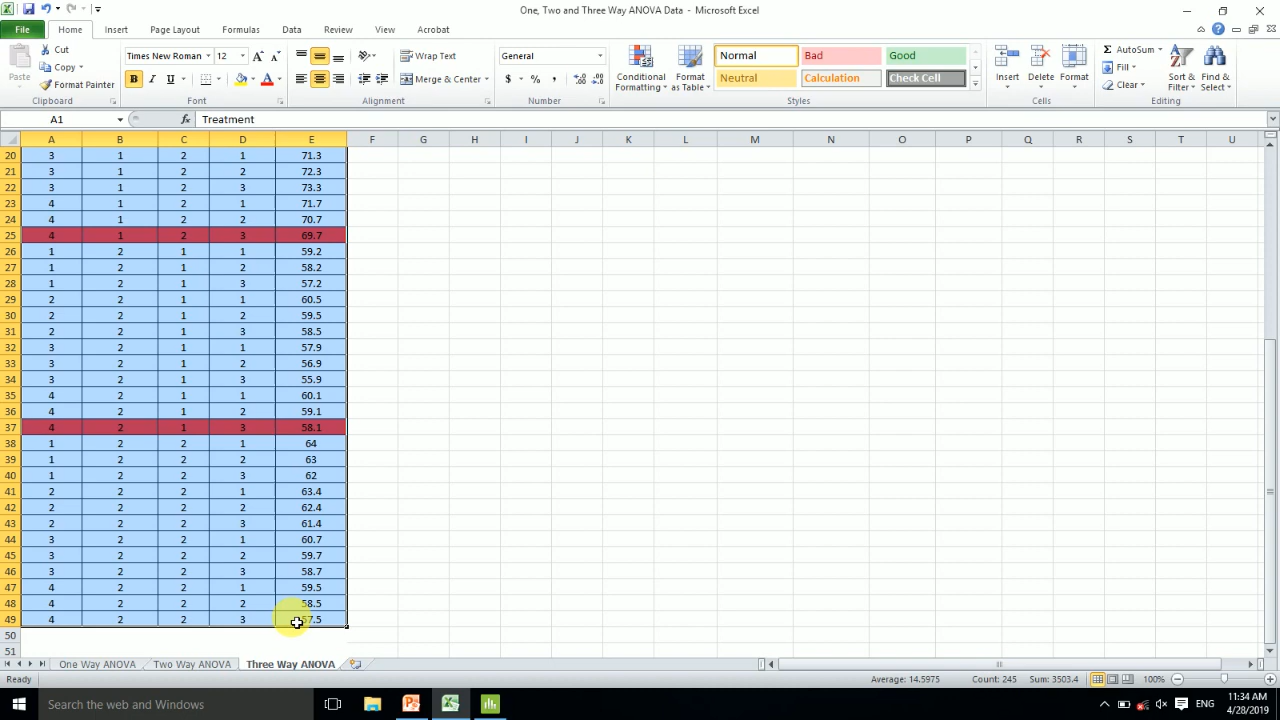 One, Two and Three Way ANOVA Data - Microsoft Excel
File Home Insert Page Layout Formulas Data Review View Acrobat
Cut
Copy
Format Painter
Paste
Clipboard
Times New Roman 12
B I U
Font
Wrap Text
Merge & Center
Alignment
General
$ % ,
Number
Conditional Formatting
Format as Table
Normal Bad Good
Neutral Calculation Check Cell
Styles
Insert Delete Format
Cells
Σ AutoSum
Fill
Clear
Sort & Filter
Find & Select
Editing
A1 fx Treatment
A B C D E F G H I J K L M N O P Q R S T U
20 3 1 2 1 71.3
21 3 1 2 2 72.3
22 3 1 2 3 73.3
23 4 1 2 1 71.7
24 4 1 2 2 70.7
25 4 1 2 3 69.7
26 1 2 1 1 59.2
27 1 2 1 2 58.2
28 1 2 1 3 57.2
29 2 2 1 1 60.5
30 2 2 1 2 59.5
31 2 2 1 3 58.5
32 3 2 1 1 57.9
33 3 2 1 2 56.9
34 3 2 1 3 55.9
35 4 2 1 1 60.1
36 4 2 1 2 59.1
37 4 2 1 3 58.1
38 1 2 2 1 64
39 1 2 2 2 63
40 1 2 2 3 62
41 2 2 2 1 63.4
42 2 2 2 2 62.4
43 2 2 2 3 61.4
44 3 2 2 1 60.7
45 3 2 2 2 59.7
46 3 2 2 3 58.7
47 4 2 2 1 59.5
48 4 2 2 2 58.5
49 4 2 2 3 57.5
50
51
One Way ANOVA Two Way ANOVA Three Way ANOVA
Ready Average: 14.5975 Count: 245 Sum: 3503.4 100%
Search the web and Windows
ENG
11:34 AM
4/28/2019